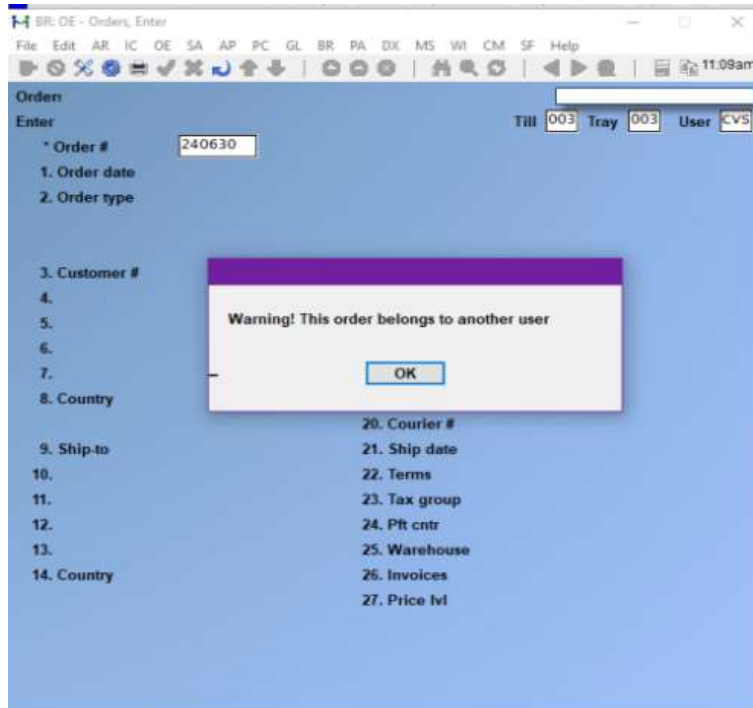 BR: OE - Orders, Enter
File Edit AR IC OE SA AP PC GL BR PA DX MS WI CM SF Help
11:09am
Orders
Enter Till 003 Tray 003 User CVS
* Order # 240630
1. Order date
2. Order type
3. Customer #
4.
5.
6.
7.
8. Country
Warning! This order belongs to another user
OK
9. Ship-to
10.
11.
12.
13.
14. Country
20. Courier #
21. Ship date
22. Terms
23. Tax group
24. Pft cntr
25. Warehouse
26. Invoices
27. Price lvl